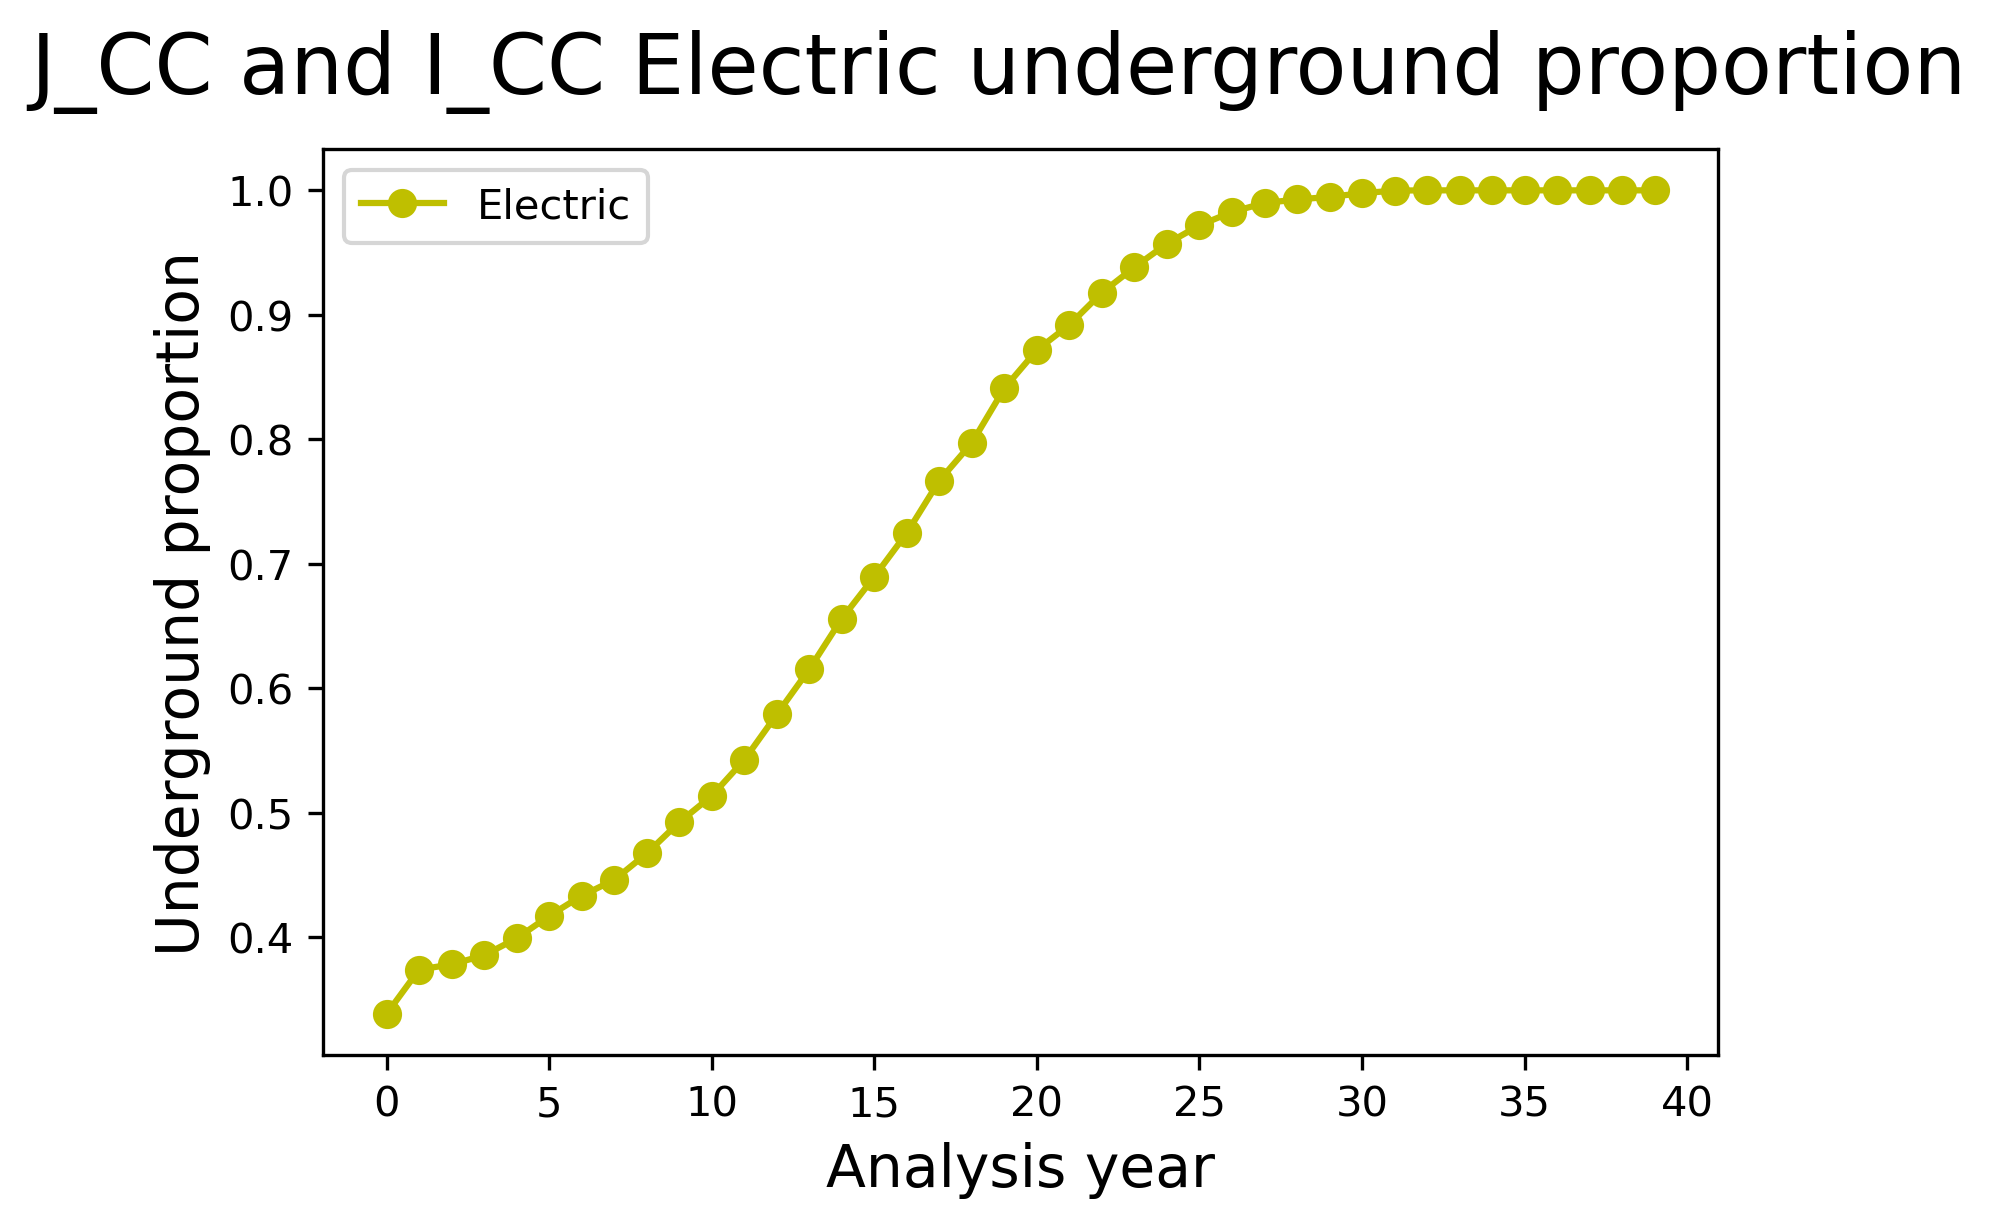 J_CC and I_CC Electric underground proportion
Electric
Underground proportion
1.0
0.9
0.8
0.7
0.6
0.5
0.4
0 5 10 15 20 25 30 35 40
Analysis year